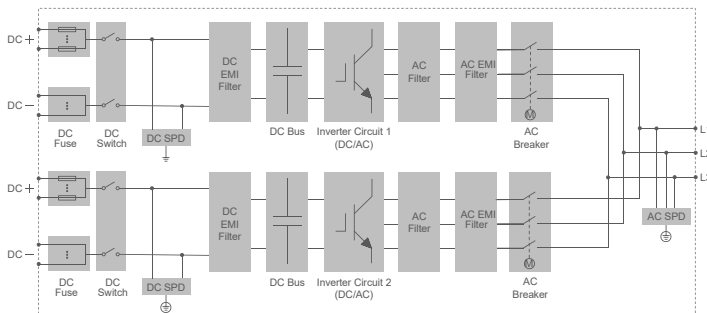 DC +
DC EMI Filter
AC Filter
AC EMI Filter
DC −
DC Fuse
DC Switch
DC SPD
DC Bus
Inverter Circuit 1
(DC/AC)
M
AC Breaker
L
L
L
AC SPD
DC +
DC EMI Filter
AC Filter
AC EMI Filter
DC −
DC Fuse
DC Switch
DC SPD
DC Bus
Inverter Circuit 2
(DC/AC)
M
AC Breaker